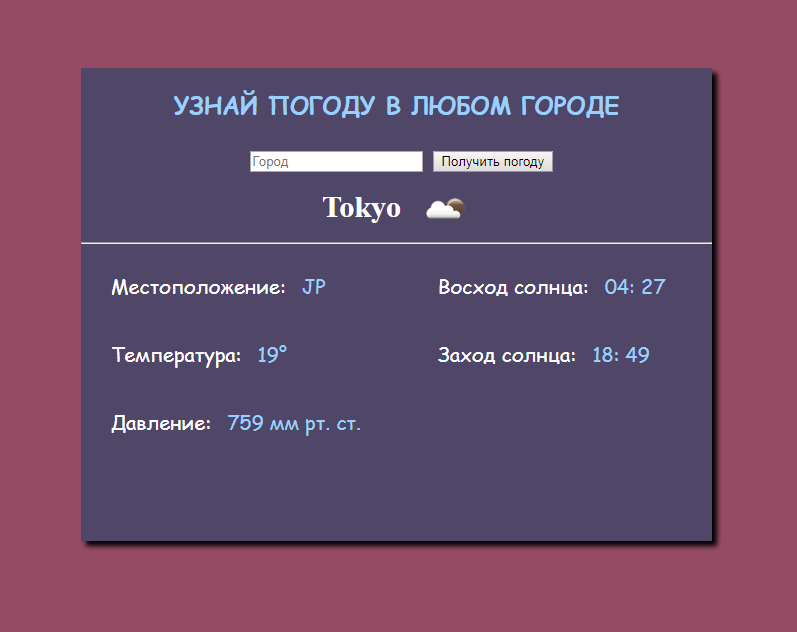 УЗНАЙ ПОГОДУ В ЛЮБОМ ГОРОДЕ
Город Получить погоду
Tokyo
Местоположение: JP Восход солнца: 04: 27
Температура: 19° Заход солнца: 18: 49
Давление: 759 мм рт. ст.